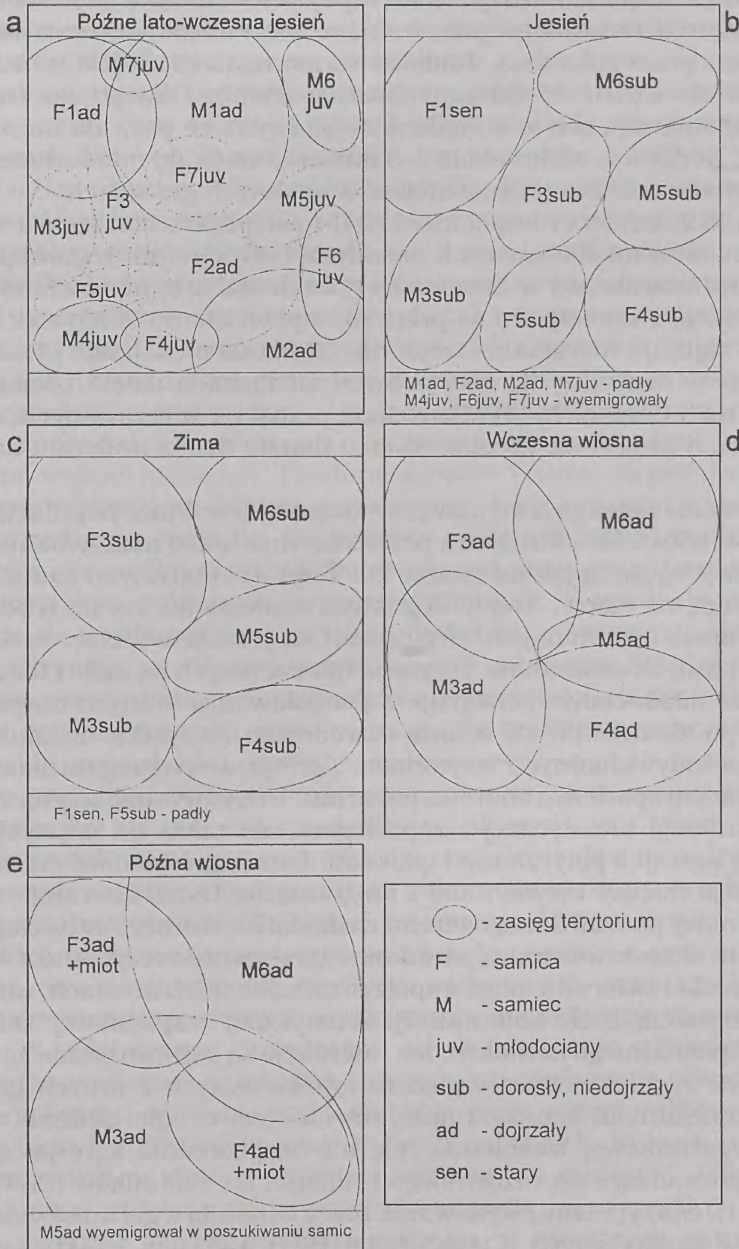 a
Późne lato-wczesna jesień
M7juv
F1ad
M1ad
M6
juv
F7juv
F3
juv
M5juv
M3juv
F2ad
F6
juv
F5juv
M4juv
F4juv
M2ad
b
Jesień
F1sen
M6sub
F3sub
M5sub
M3sub
F5sub
F4sub
M1ad, F2ad, M2ad, M7juv - padły
M4juv, F6juv, F7juv - wyemigrowały
c
Zima
F3sub
M6sub
M5sub
M3sub
F4sub
F1sen, F5sub - padły
Wczesna wiosna
d
F3ad
M6ad
M5ad
M3ad
F4ad
e
Późna wiosna
F3ad
+miot
M6ad
M3ad
F4ad
+miot
M5ad wyemigrował w poszukiwaniu samic
- zasięg terytorium
F - samica
M - samiec
juv - młodociany
sub - dorosły, niedojrzały
ad - dojrzały
sen - stary